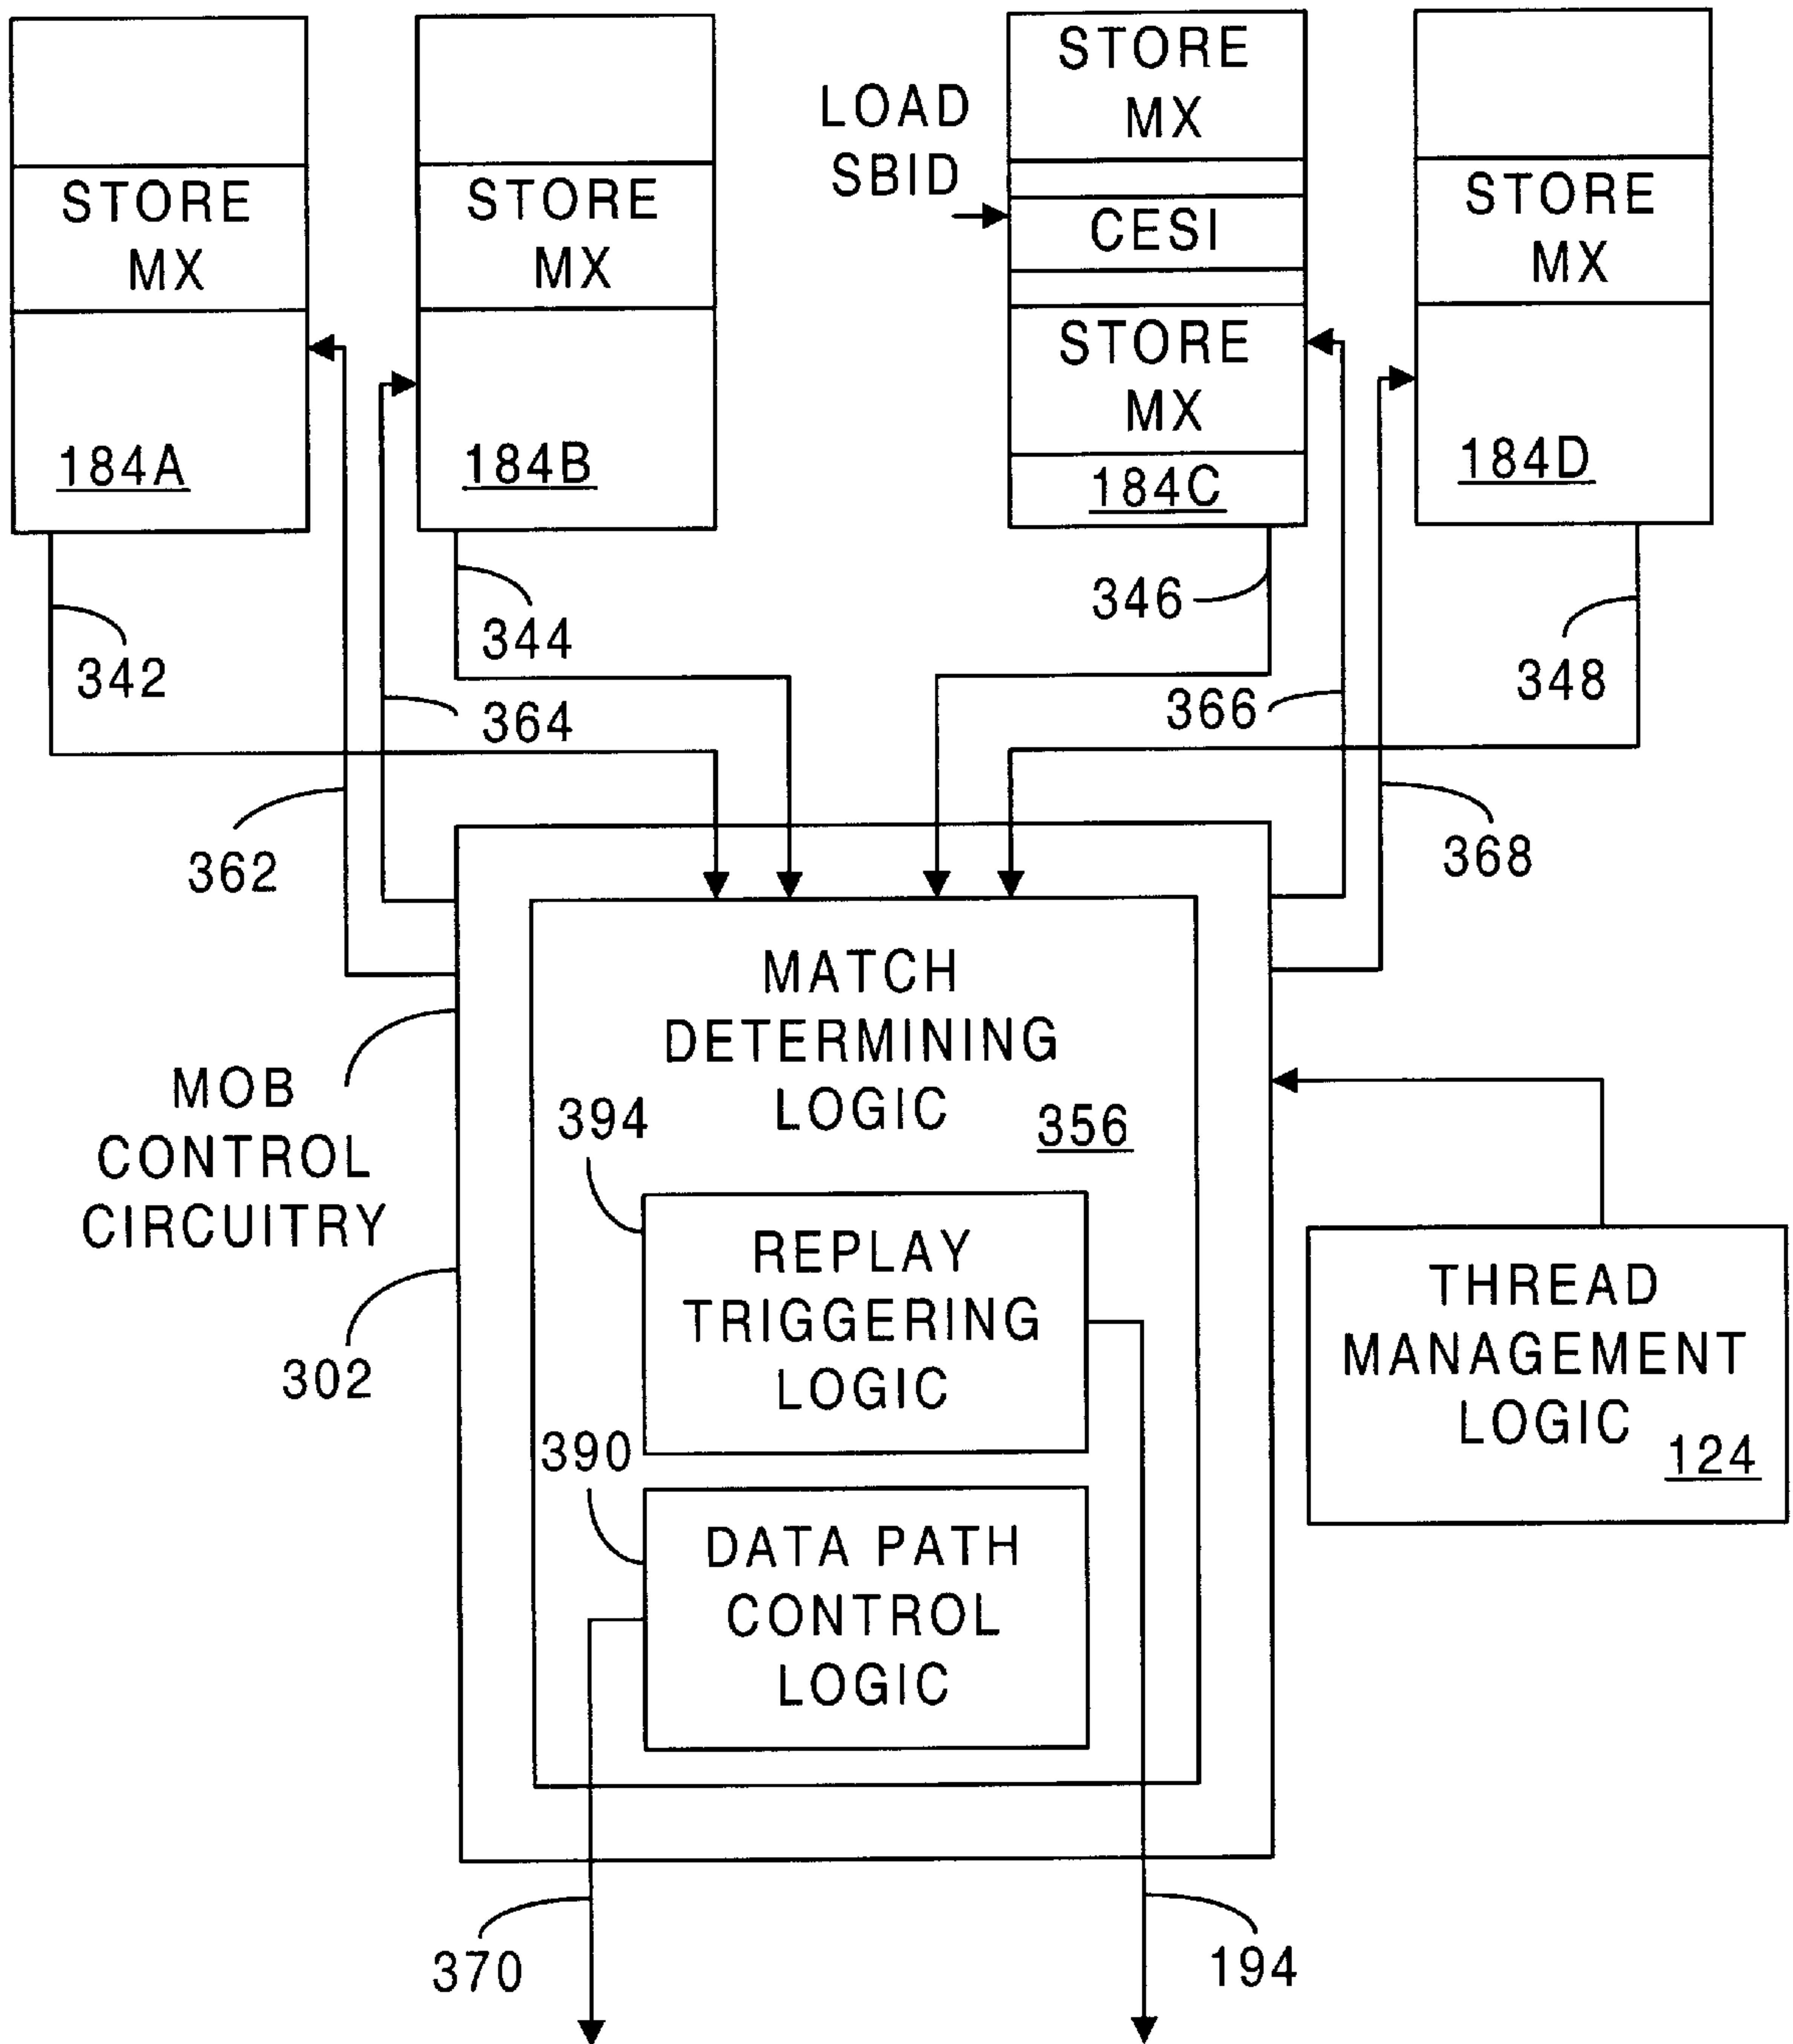 STORE
MX
184A
STORE
MX
184B
LOAD
SBID
STORE
MX
CESI
STORE
MX
184C
STORE
MX
184D
342
344
346
348
364
366
362
368
MATCH
DETERMINING
LOGIC
356
MOB
CONTROL
CIRCUITRY
302
394
REPLAY
TRIGGERING
LOGIC
THREAD
MANAGEMENT
LOGIC
124
390
DATA PATH
CONTROL
LOGIC
370
194